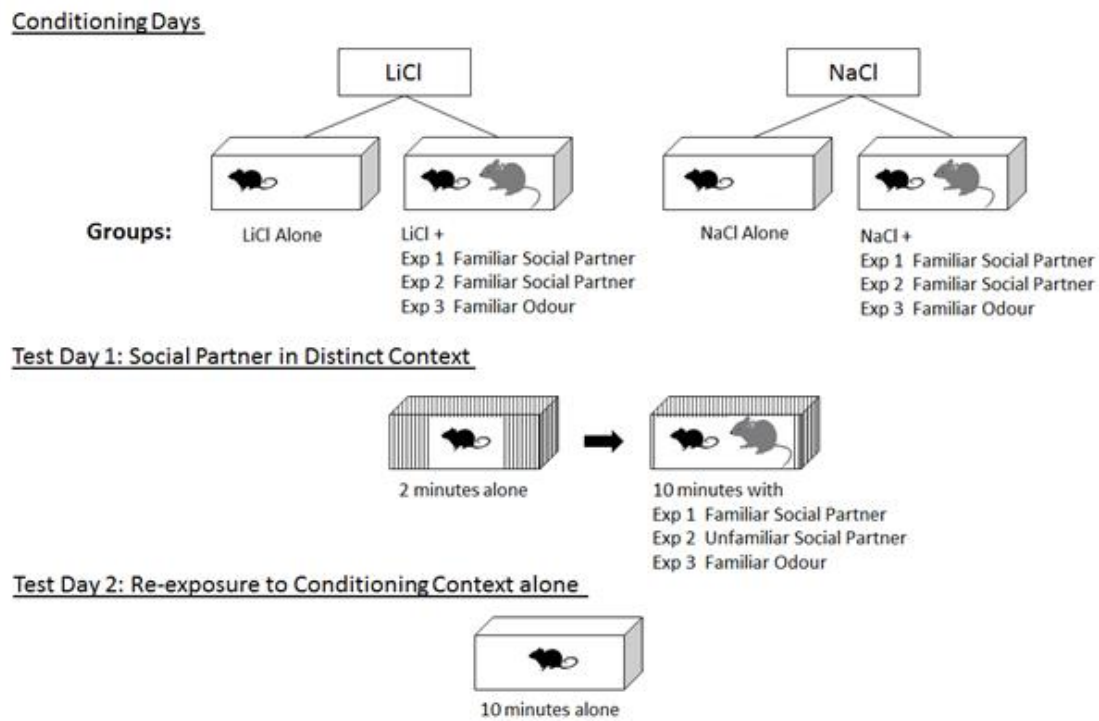 Conditioning Days
LiCl
NaCl
Groups:
LiCl Alone
LiCl +
Exp 1 Familiar Social Partner
Exp 2 Familiar Social Partner
Exp 3 Familiar Odour
NaCl Alone
NaCl +
Exp 1 Familiar Social Partner
Exp 2 Familiar Social Partner
Exp 3 Familiar Odour
Test Day 1: Social Partner in Distinct Context
2 minutes alone
10 minutes with
Exp 1 Familiar Social Partner
Exp 2 Unfamiliar Social Partner
Exp 3 Familiar Odour
Test Day 2: Re-exposure to Conditioning Context alone
10 minutes alone